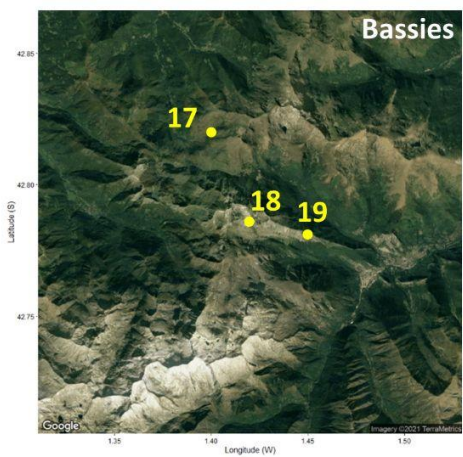 Bassies
42.85
17
42.80
18
19
Latitude (S)
42.75
Google
Imagery ©2021 TerraMetrics
1.35
1.40
1.45
1.50
Longitude (W)